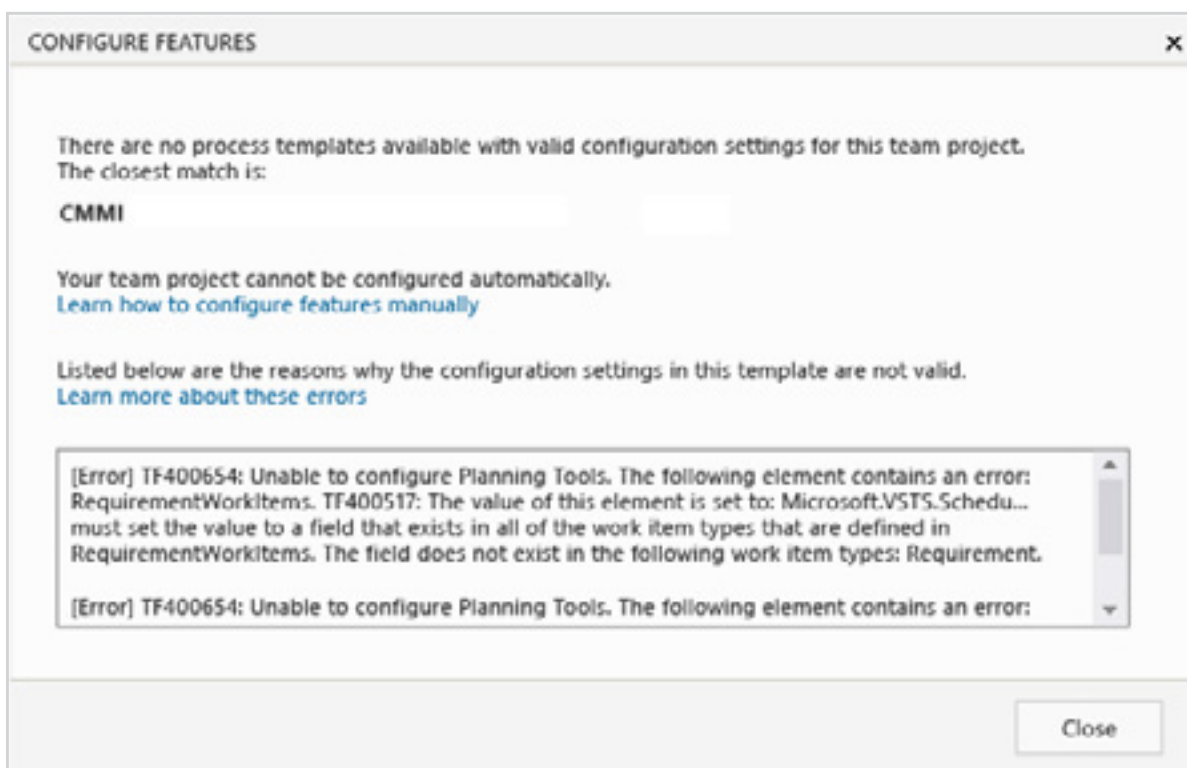 CONFIGURE FEATURES
There are no process templates available with valid configuration settings for this team project.
The closest match is:
CMMI
Your team project cannot be configured automatically.
Learn how to configure features manually
Listed below are the reasons why the configuration settings in this template are not valid.
Learn more about these errors
[Error] TF400654: Unable to configure Planning Tools. The following element contains an error:
RequirementWorkItems. TF400517: The value of this element is set to: Microsoft.VSTS.Schedu...
must set the value to a field that exists in all of the work item types that are defined in
RequirementWorkItems. The field does not exist in the following work item types: Requirement.
[Error] TF400654: Unable to configure Planning Tools. The following element contains an error:
Close